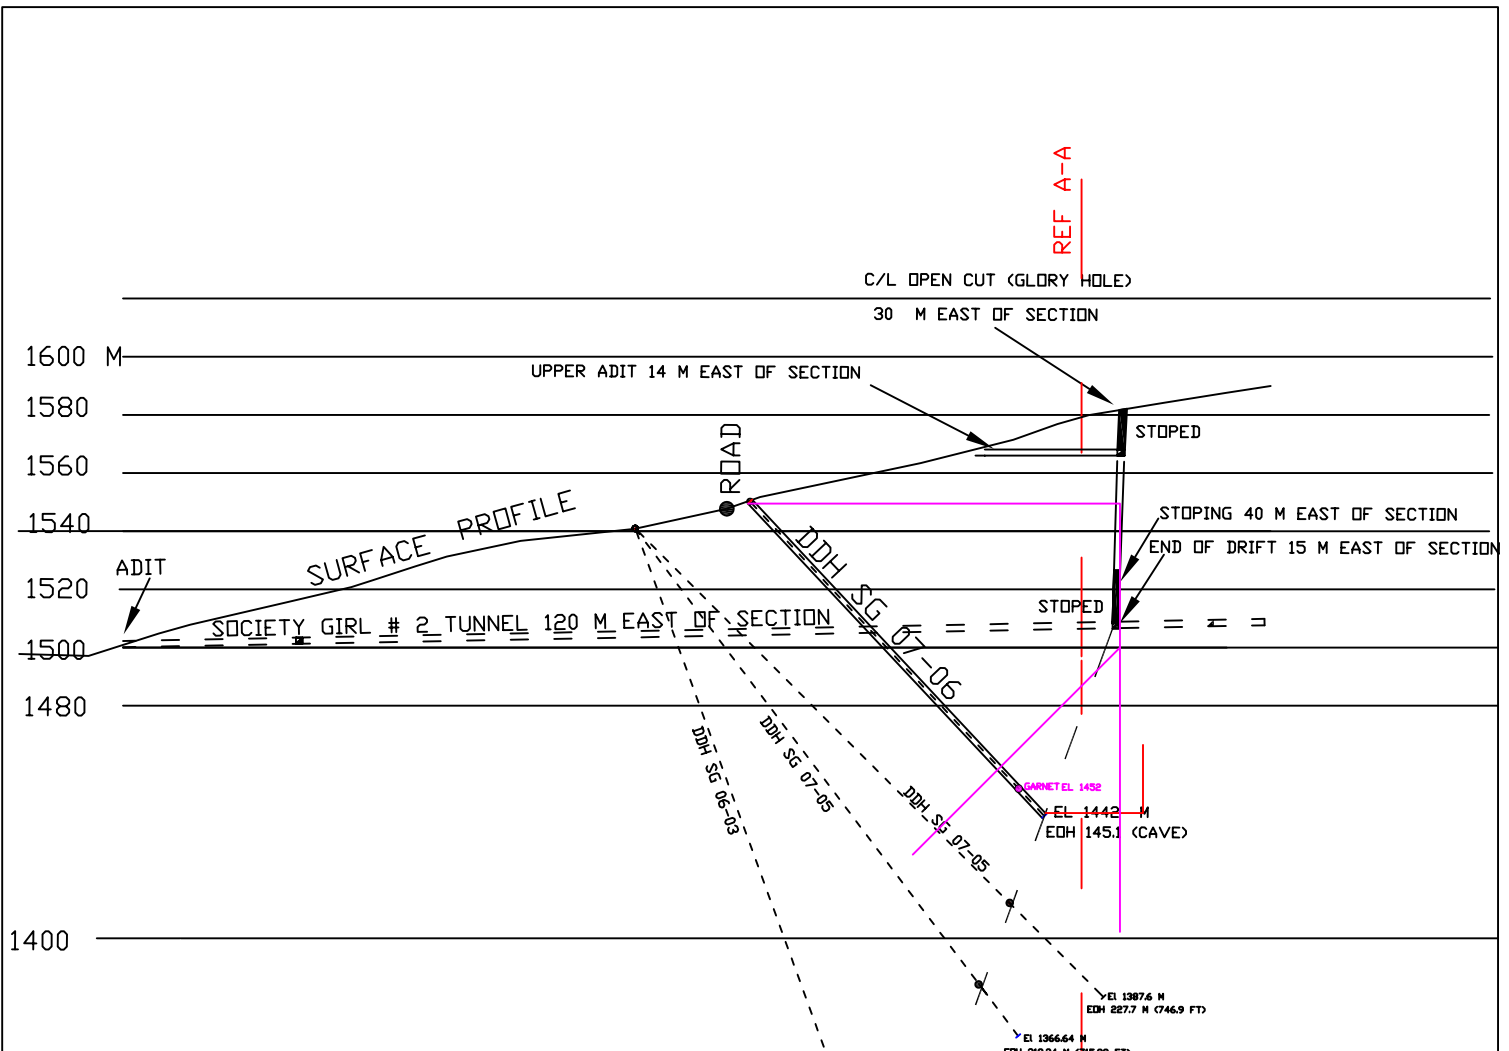 REF A-A
C/L OPEN CUT (GLORY HOLE)
30 M EAST OF SECTION
1600 M
UPPER ADIT 14 M EAST OF SECTION
1580
STOPED
ROAD
1560
SURFACE PROFILE
1540
STOPING 40 M EAST OF SECTION
END OF DRIFT 15 M EAST OF SECTION
ADIT
DDH SG 07-06
1520
STOPED
SOCIETY GIRL # 2 TUNNEL 120 M EAST OF SECTION
1500
1480
DDH SG 06-03
DDH SG 07-05
DDH SG 07-05
GARNET EL 1452
EL 1442 M
EOH 145.1 (CAVE)
1400
El 1387.6 M
EOH 227.7 M (746.9 FT)
El 1366.64 M